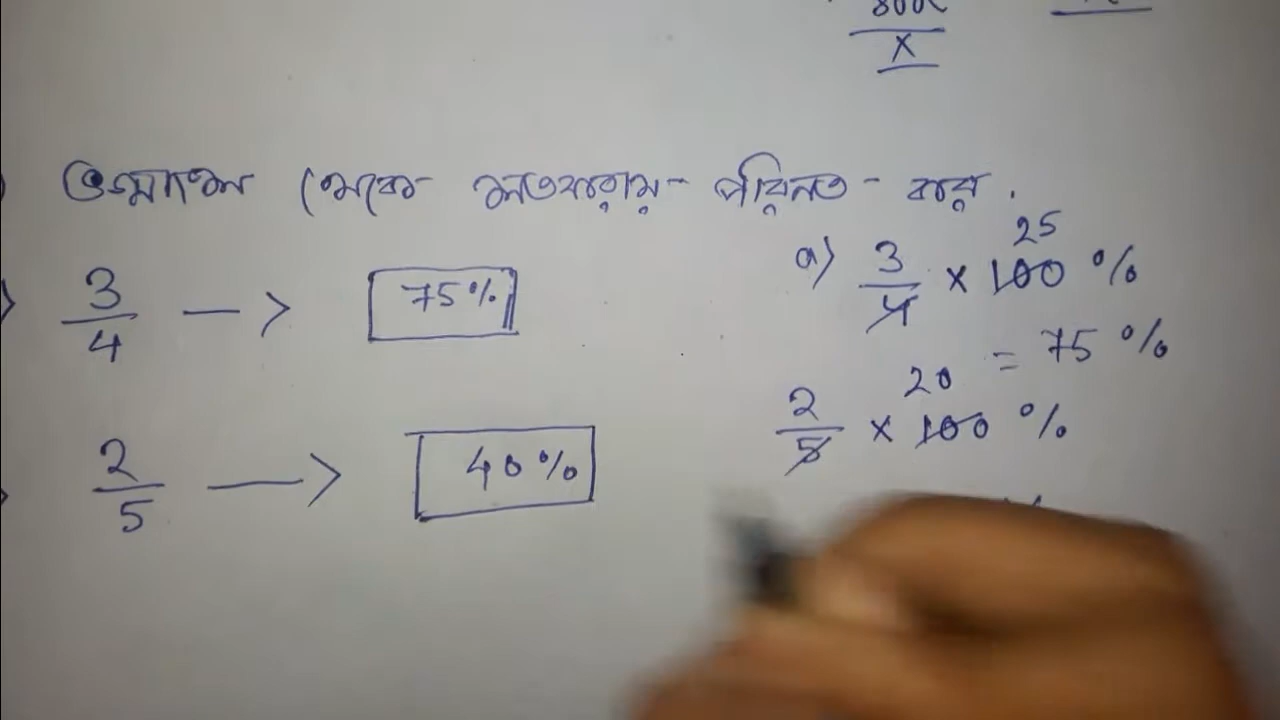 x
ভগ্নাংশ থেকে শতকরায় পরিনত কর .
3/4 —> 75%
a) 3/4 × 100 % 25
= 75 %
2/5 —> 40%
2/5 × 100 % 20